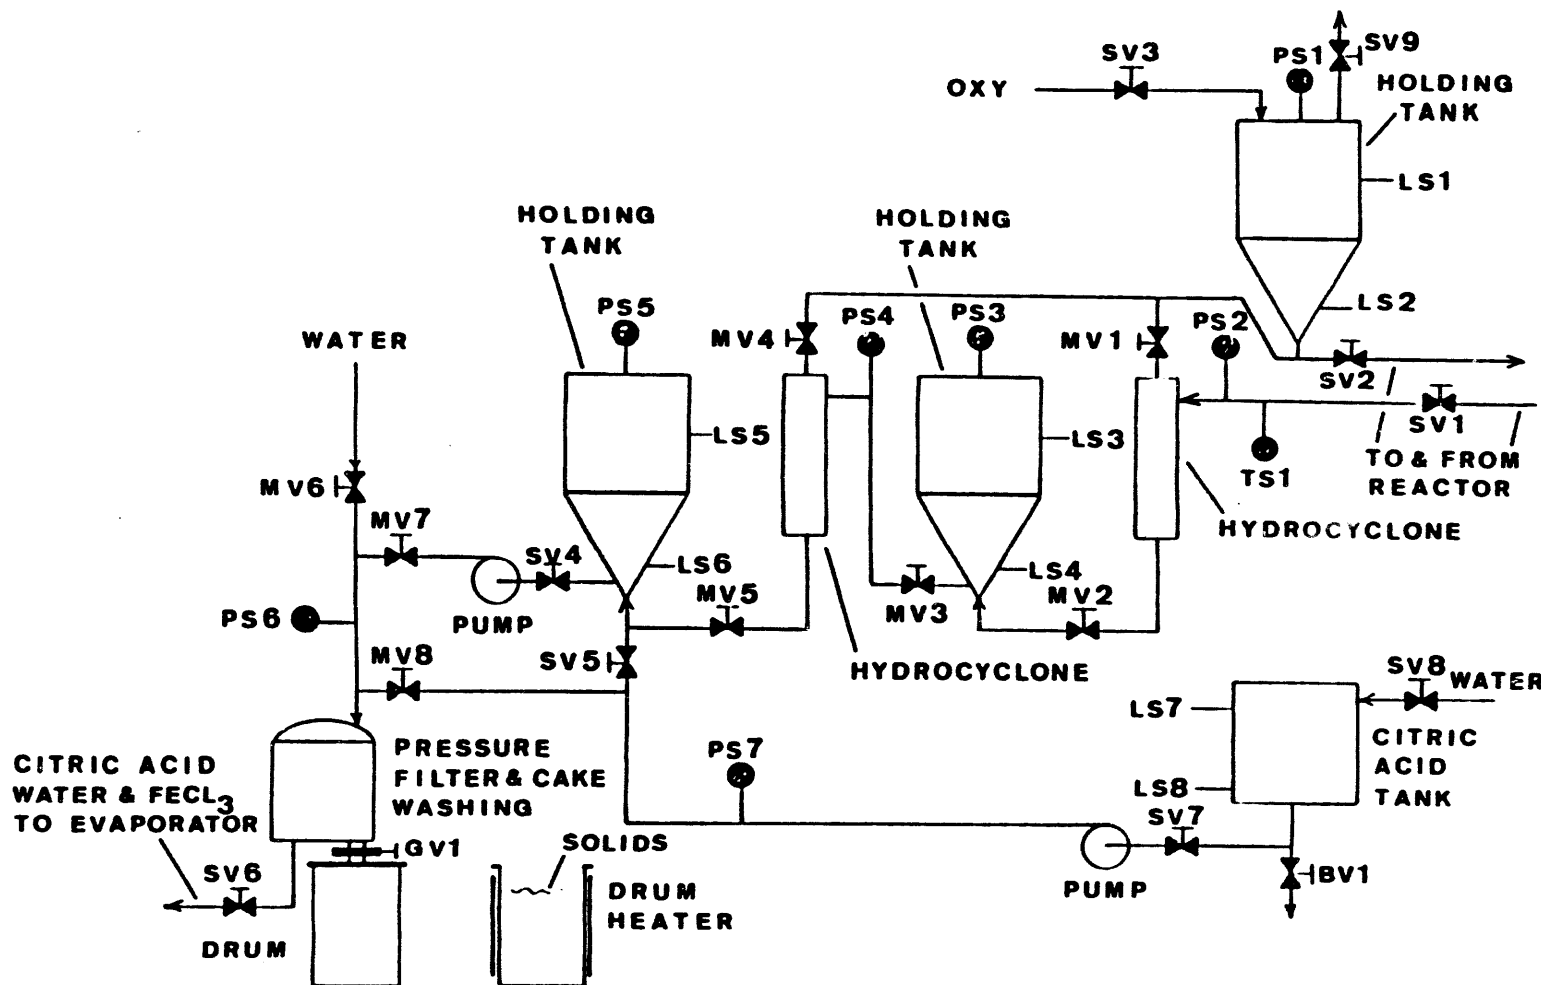 SV3
PS1
SV9
OXY
HOLDING
TANK
LS1
HOLDING
TANK
HOLDING
TANK
LS2
PS5
PS4
PS3
PS2
WATER
MV4
MV1
SV2
SV1
LS5
LS3
TS1
TO & FROM
REACTOR
MV6
MV7
HYDROCYCLONE
SV4
LS6
LS4
MV5
MV3
MV2
PS6
PUMP
MV8
SV5
HYDROCYCLONE
SV8
WATER
LS7
CITRIC
ACID
TANK
PS7
LS8
SV7
PRESSURE
FILTER & CAKE
WASHING
CITRIC ACID
WATER & FECL3
TO EVAPORATOR
GV1
SOLIDS
SV6
PUMP
BV1
DRUM
HEATER
DRUM